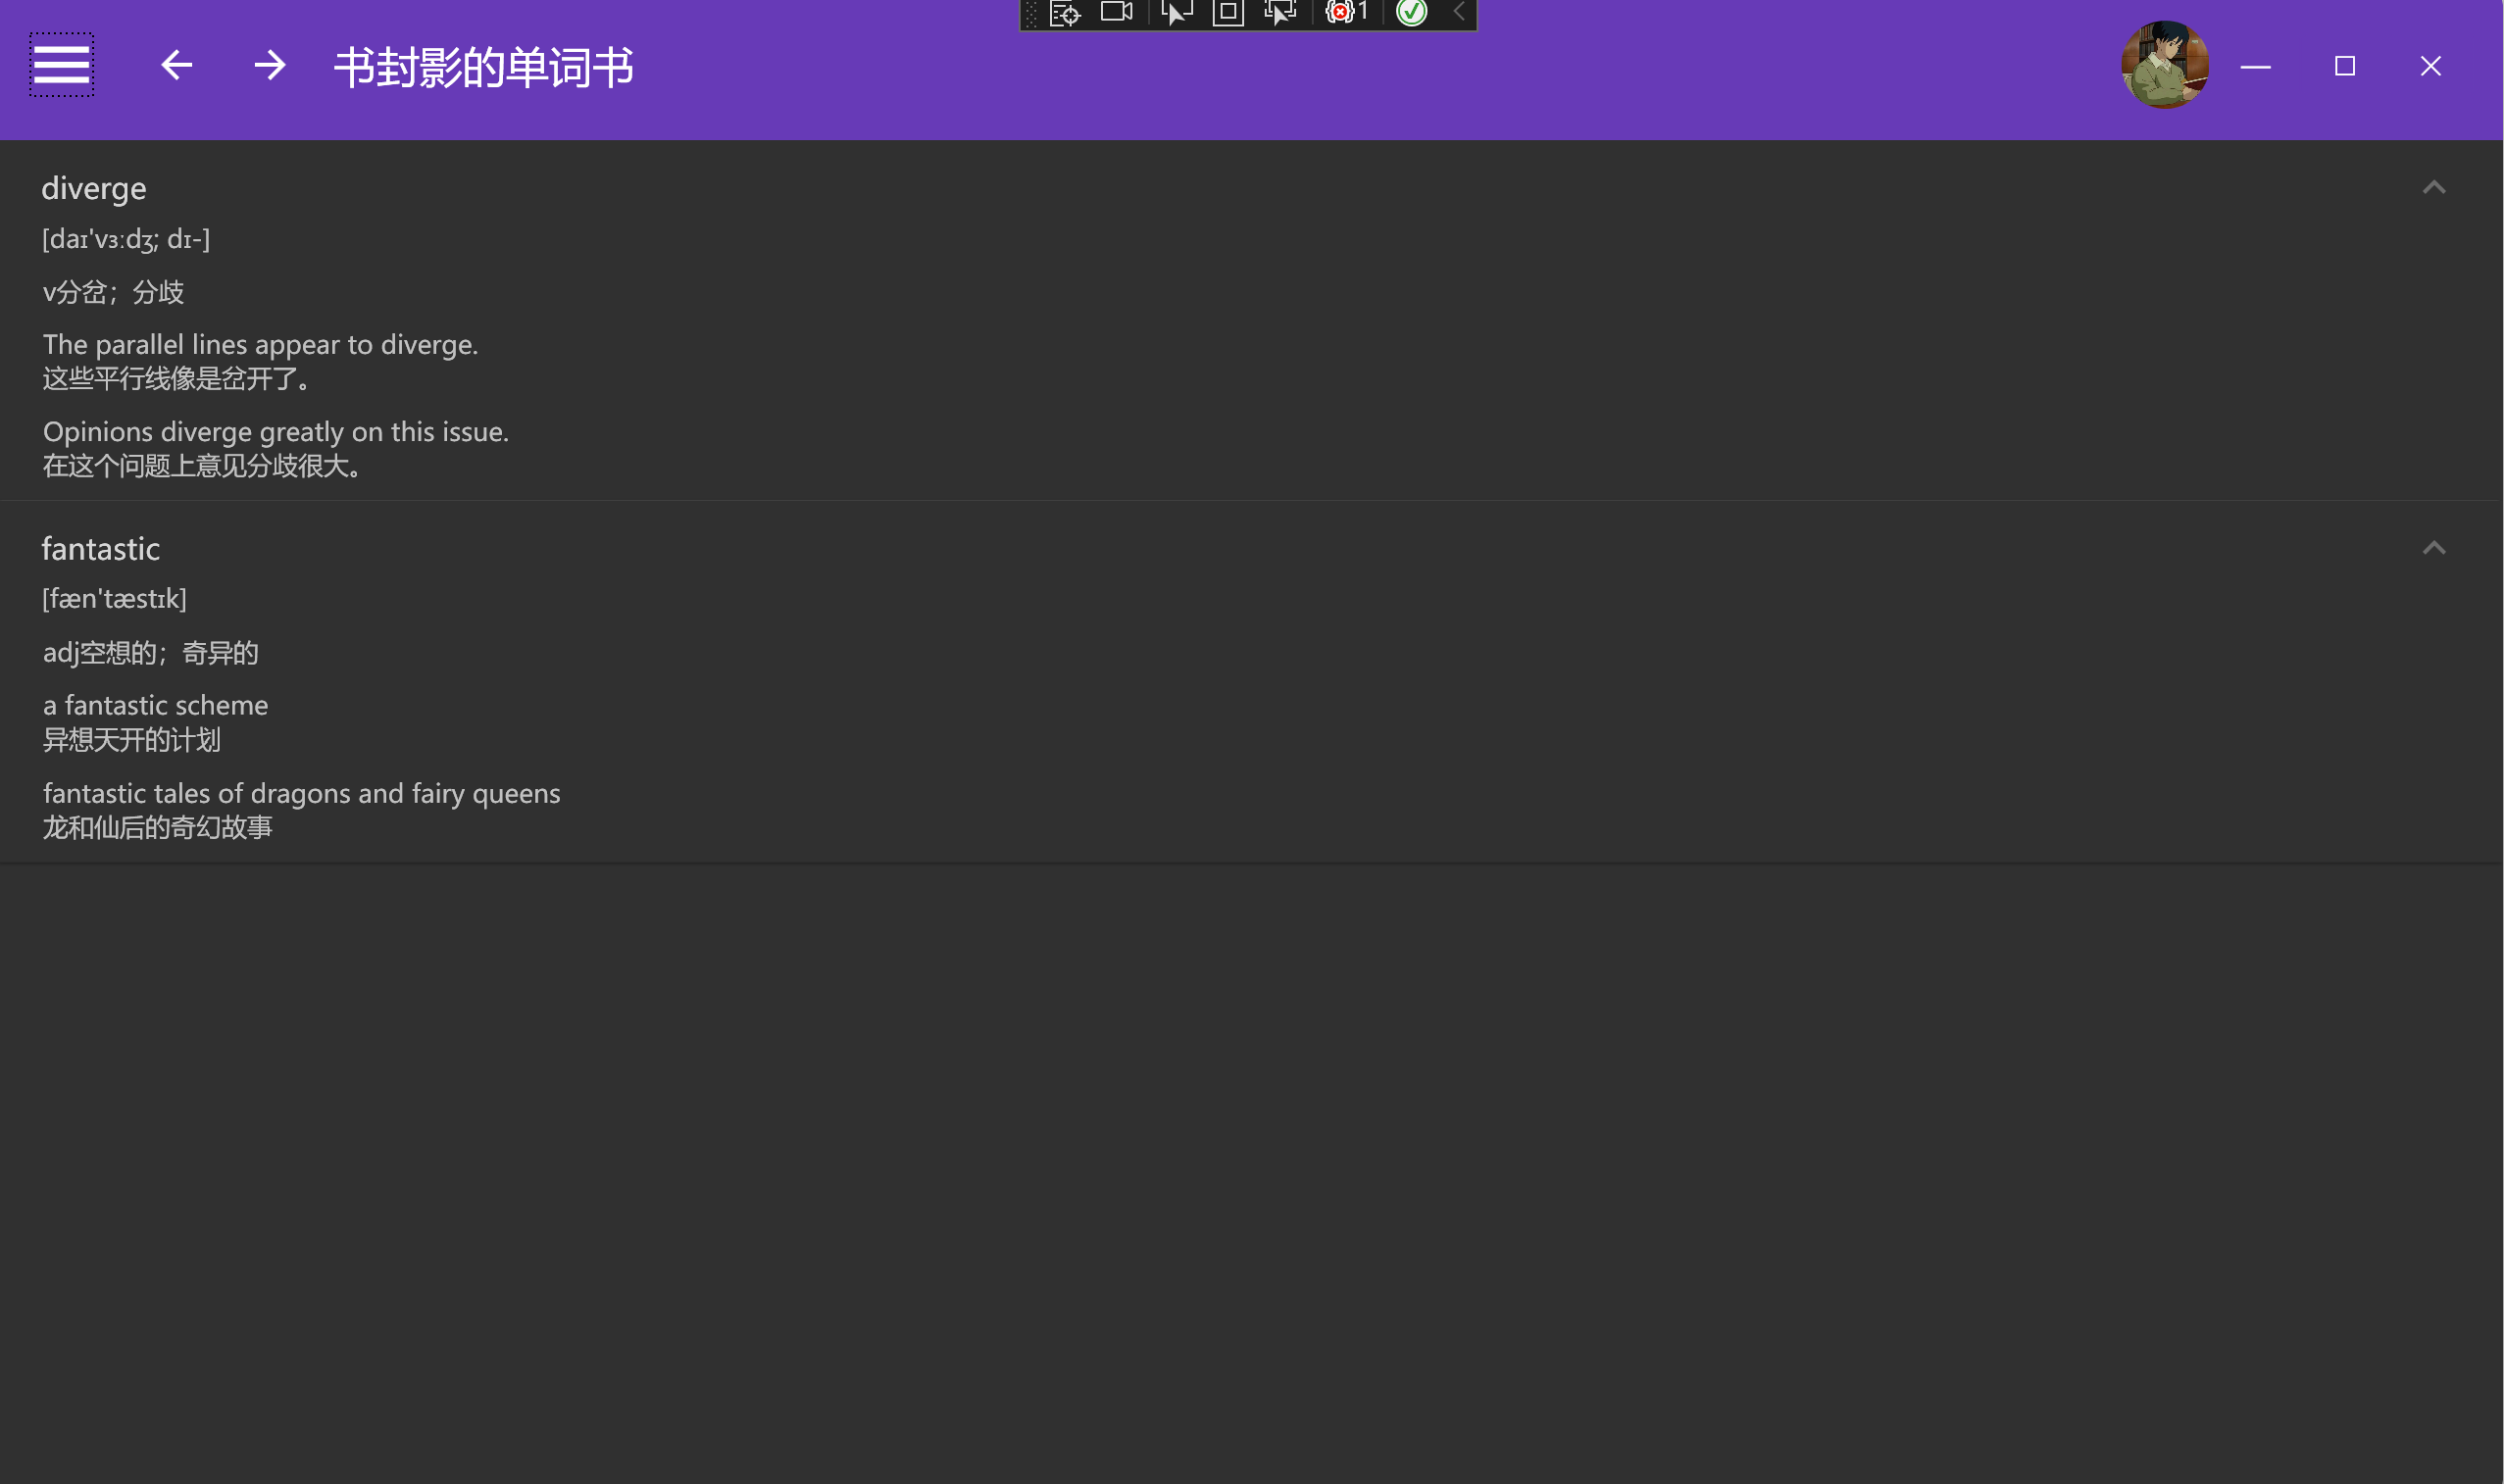 1
书封影的单词书
diverge
[daɪ'vɜːdʒ; dɪ-]
v分岔；分歧
The parallel lines appear to diverge.
这些平行线像是岔开了。
Opinions diverge greatly on this issue.
在这个问题上意见分歧很大。
fantastic
[fæn'tæstɪk]
adj空想的；奇异的
a fantastic scheme
异想天开的计划
fantastic tales of dragons and fairy queens
龙和仙后的奇幻故事